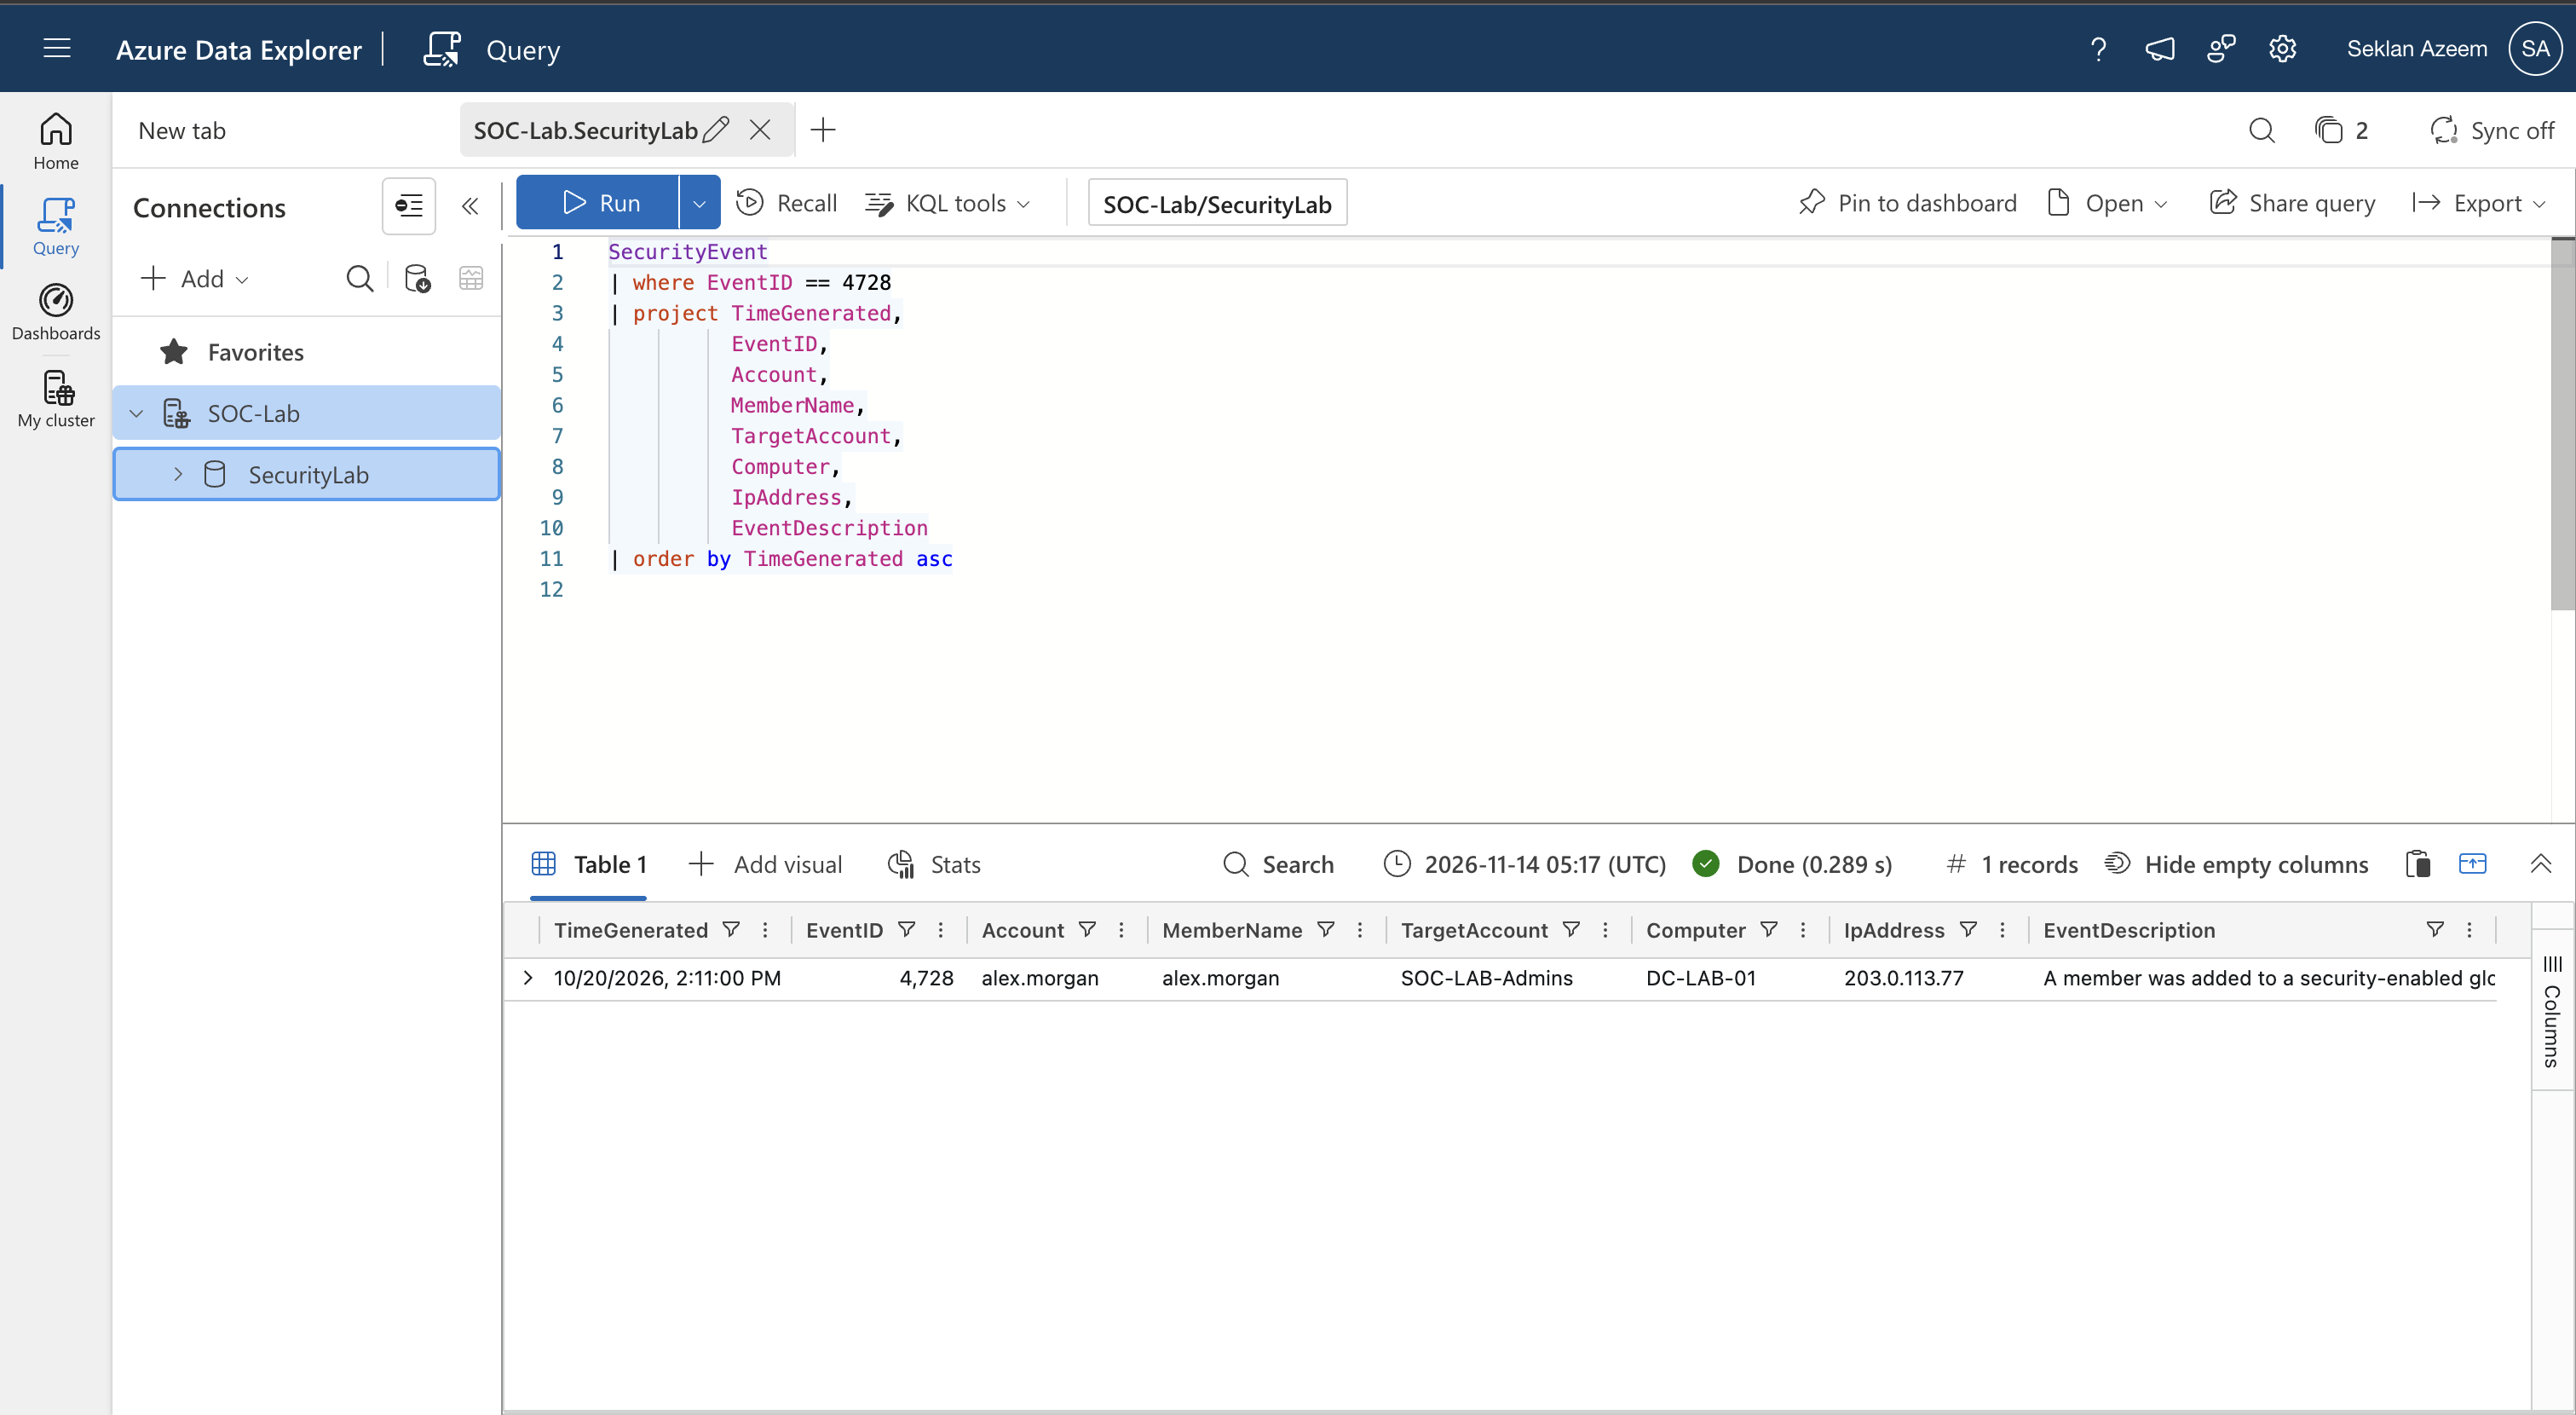 Azure Data Explorer
Query
Seklan Azeem
SA
Home
Query
Dashboards
My cluster
New tab
SOC-Lab.SecurityLab
2
Sync off
Connections
Add
Favorites
SOC-Lab
SecurityLab
Run
Recall
KQL tools
SOC-Lab/SecurityLab
Pin to dashboard
Open
Share query
Export
1 SecurityEvent
2 | where EventID == 4728
3 | project TimeGenerated,
4 EventID,
5 Account,
6 MemberName,
7 TargetAccount,
8 Computer,
9 IpAddress,
10 EventDescription
11 | order by TimeGenerated asc
12
Table 1
Add visual
Stats
Search
2026-11-14 05:17 (UTC)
Done (0.289 s)
# 1 records
Hide empty columns
TimeGenerated EventID Account MemberName TargetAccount Computer IpAddress EventDescription
10/20/2026, 2:11:00 PM 4,728 alex.morgan alex.morgan SOC-LAB-Admins DC-LAB-01 203.0.113.77 A member was added to a security-enabled glo
Columns